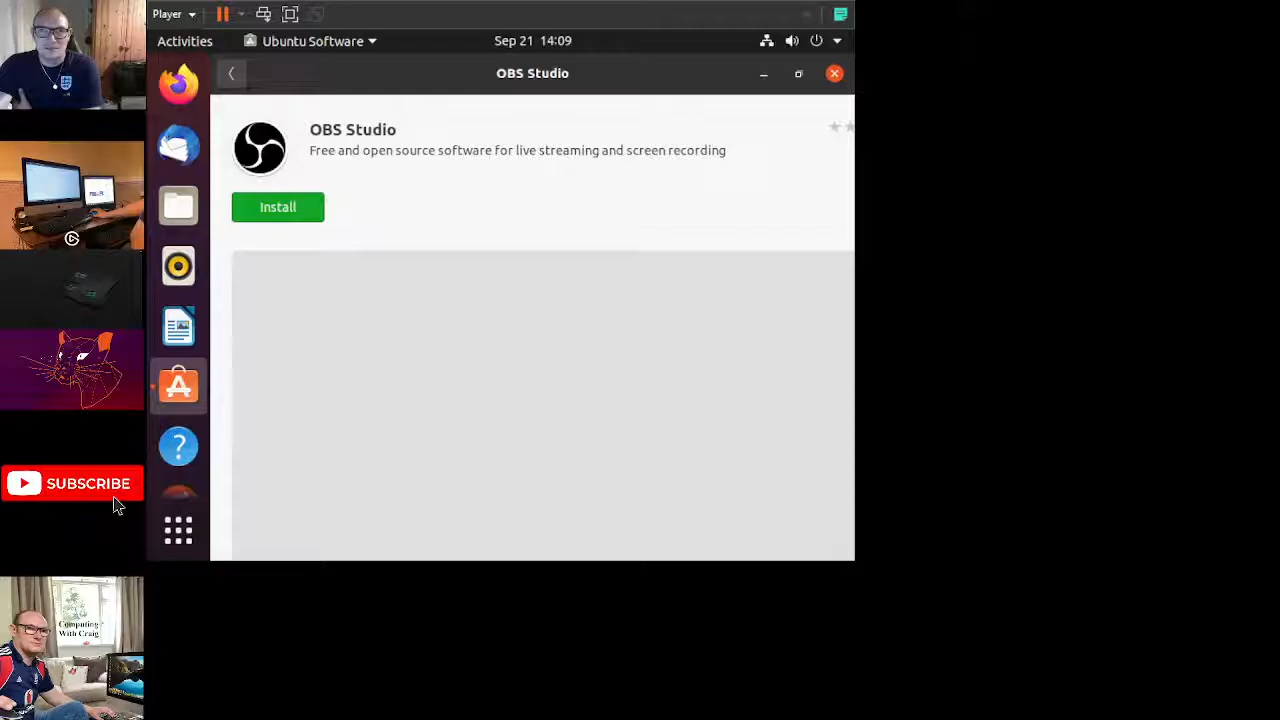 Player
Activities
Ubuntu Software
Sep 21 14:09
OBS Studio
OBS Studio
Free and open source software for live streaming and screen recording
Install
?
SUBSCRIBE
Computing
With Craig